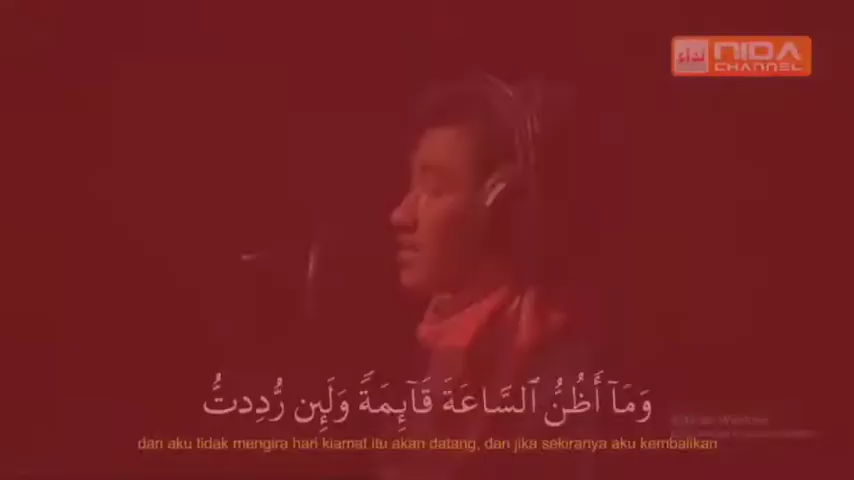 نداء NIDA
CHANNEL
وَمَآ أَظُنُّ ٱلسَّاعَةَ قَآئِمَةً وَلَئِن رُّدِدتُّ
dan aku tidak mengira hari kiamat itu akan datang, dan jika sekiranya aku kembalikan